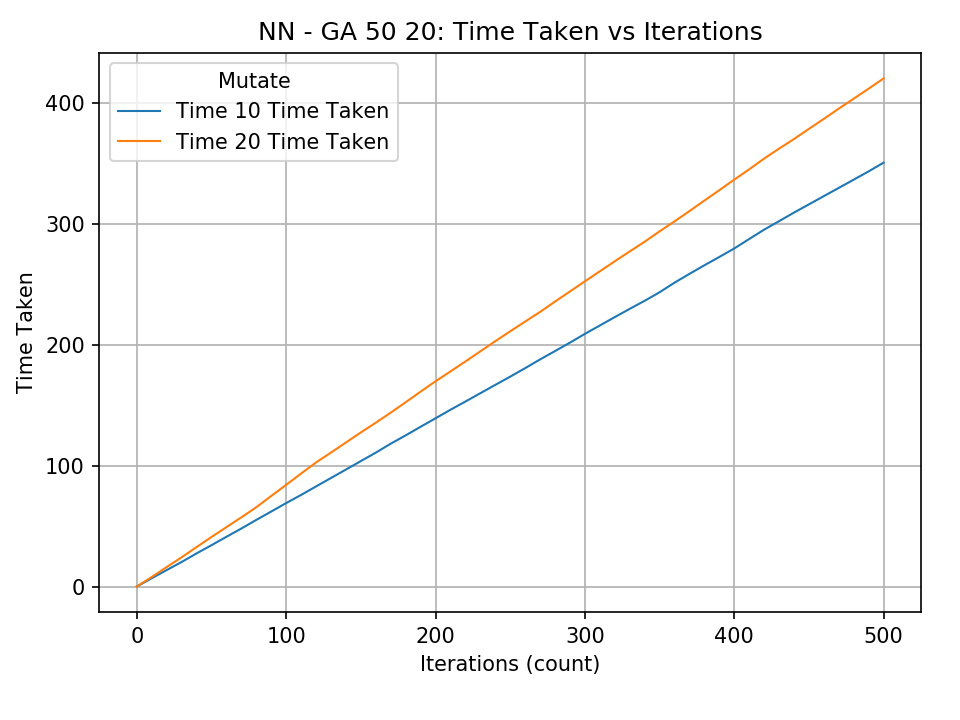 NN - GA 50 20: Time Taken vs Iterations
Mutate
Time 10 Time Taken
Time 20 Time Taken
Time Taken
400
300
200
100
0
0 100 200 300 400 500
Iterations (count)